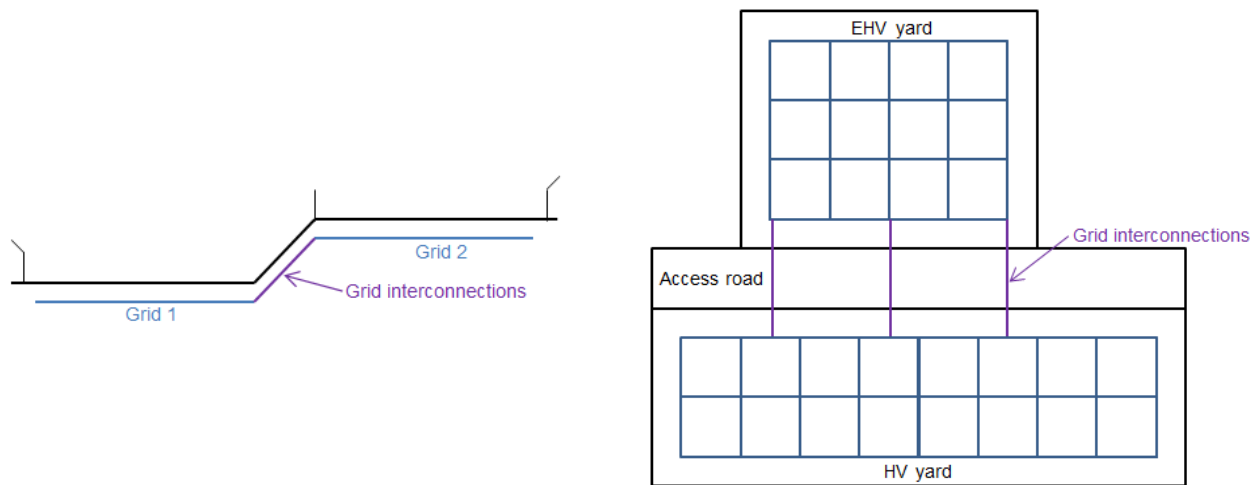 Grid 2
Grid interconnections
Grid 1
EHV yard
Grid interconnections
Access road
HV yard